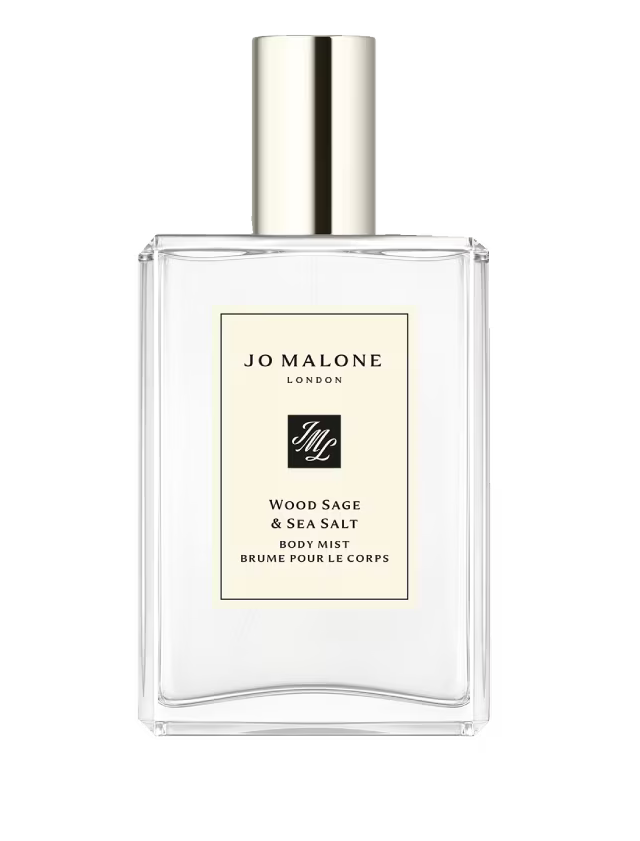 JO MALONE
LONDON
JML
WOOD SAGE
& SEA SALT
BODY MIST
BRUME POUR LE CORPS